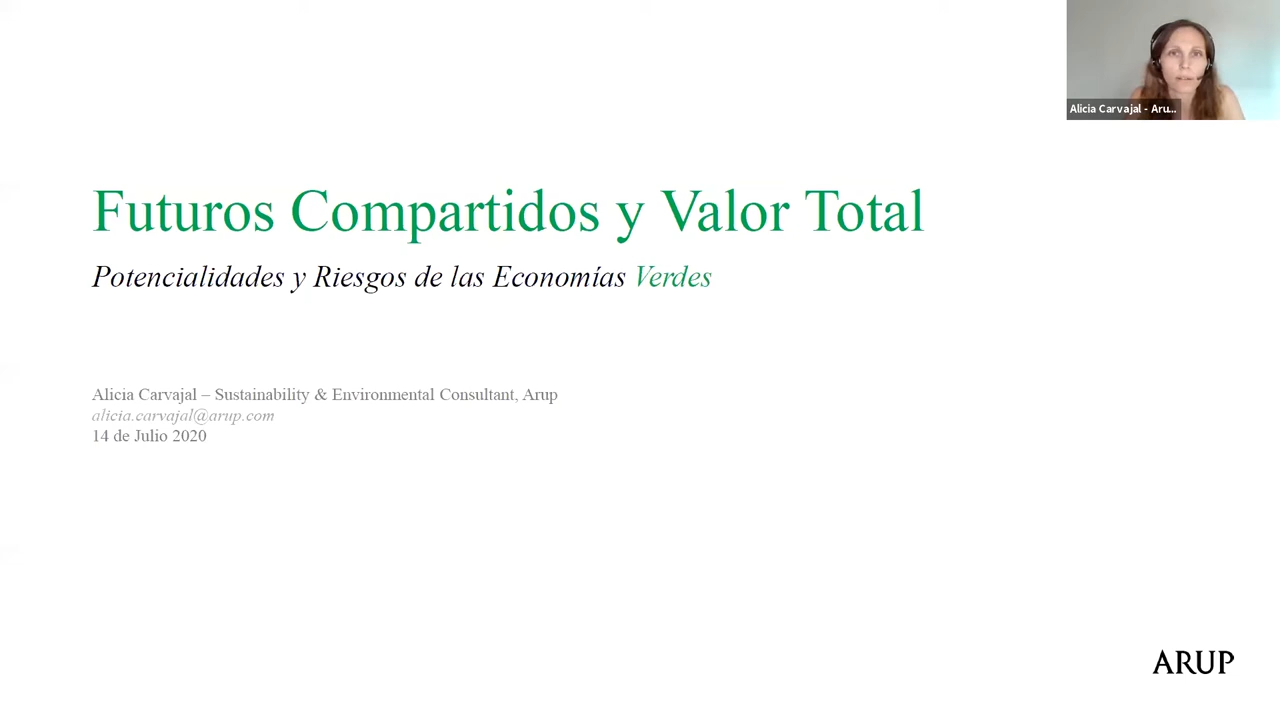 Alicia Carvajal - Aru...
Futuros Compartidos y Valor Total
Potencialidades y Riesgos de las Economías Verdes
Alicia Carvajal – Sustainability & Environmental Consultant, Arup
alicia.carvajal@arup.com
14 de Julio 2020
ARUP